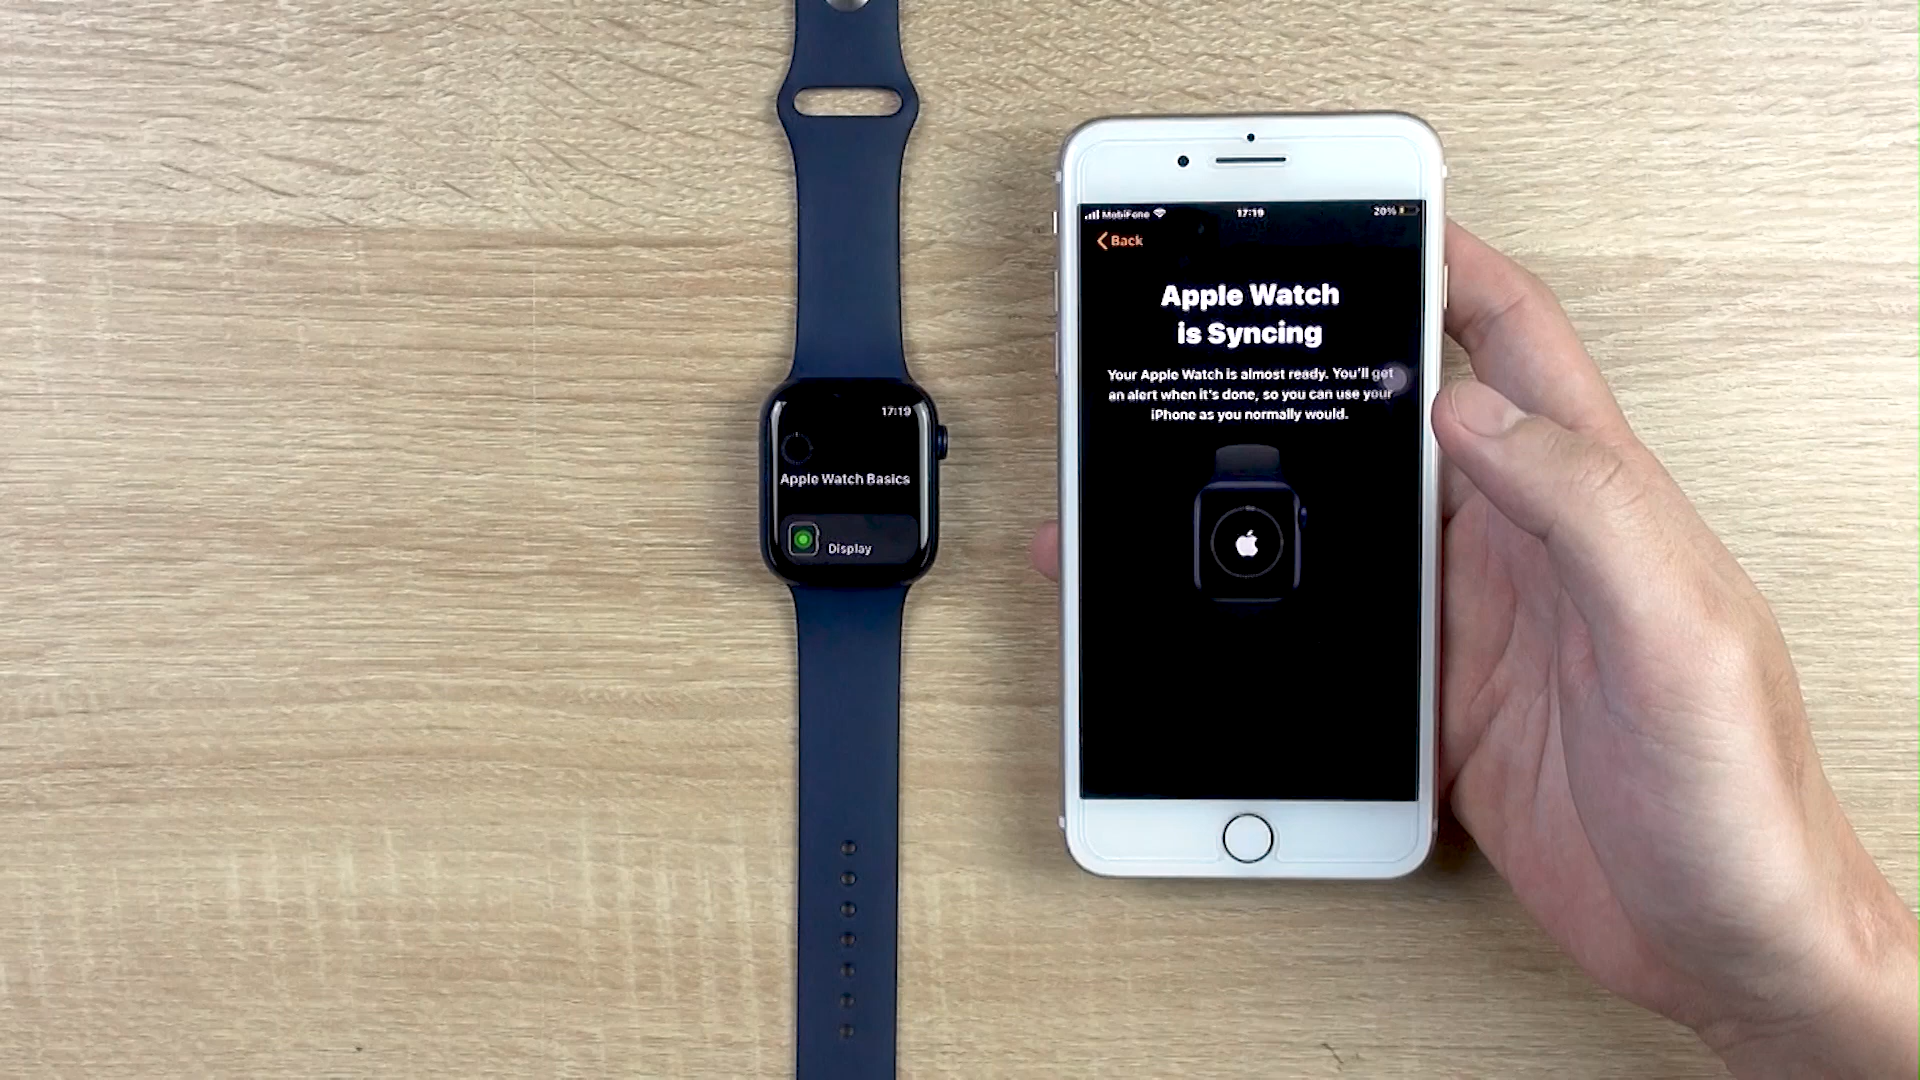 17:19
Apple Watch Basics
Display
MobiFone 17:19 20%
Back
Apple Watch
is Syncing
Your Apple Watch is almost ready. You'll get
an alert when it's done, so you can use your
iPhone as you normally would.